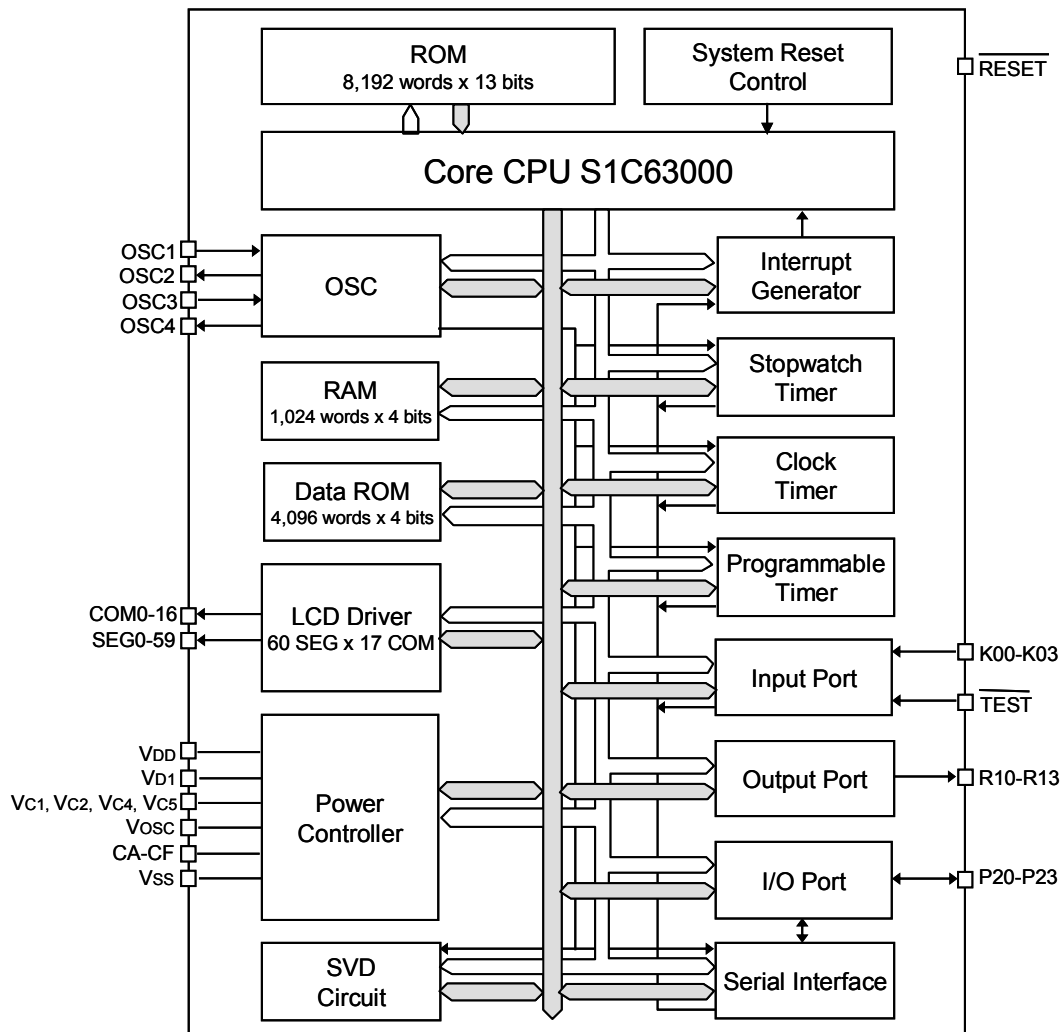 ROM
8,192 words x 13 bits
System Reset
Control
RESET
Core CPU S1C63000
OSC1
OSC2
OSC3
OSC4
OSC
Interrupt
Generator
RAM
1,024 words x 4 bits
Stopwatch
Timer
Data ROM
4,096 words x 4 bits
Clock
Timer
Programmable
Timer
COM0-16
SEG0-59
LCD Driver
60 SEG x 17 COM
Input Port
K00-K03
TEST
VDD
VD1
VC1, VC2, VC4, VC5
VOSC
CA-CF
VSS
Power
Controller
Output Port
R10-R13
I/O Port
P20-P23
SVD
Circuit
Serial Interface